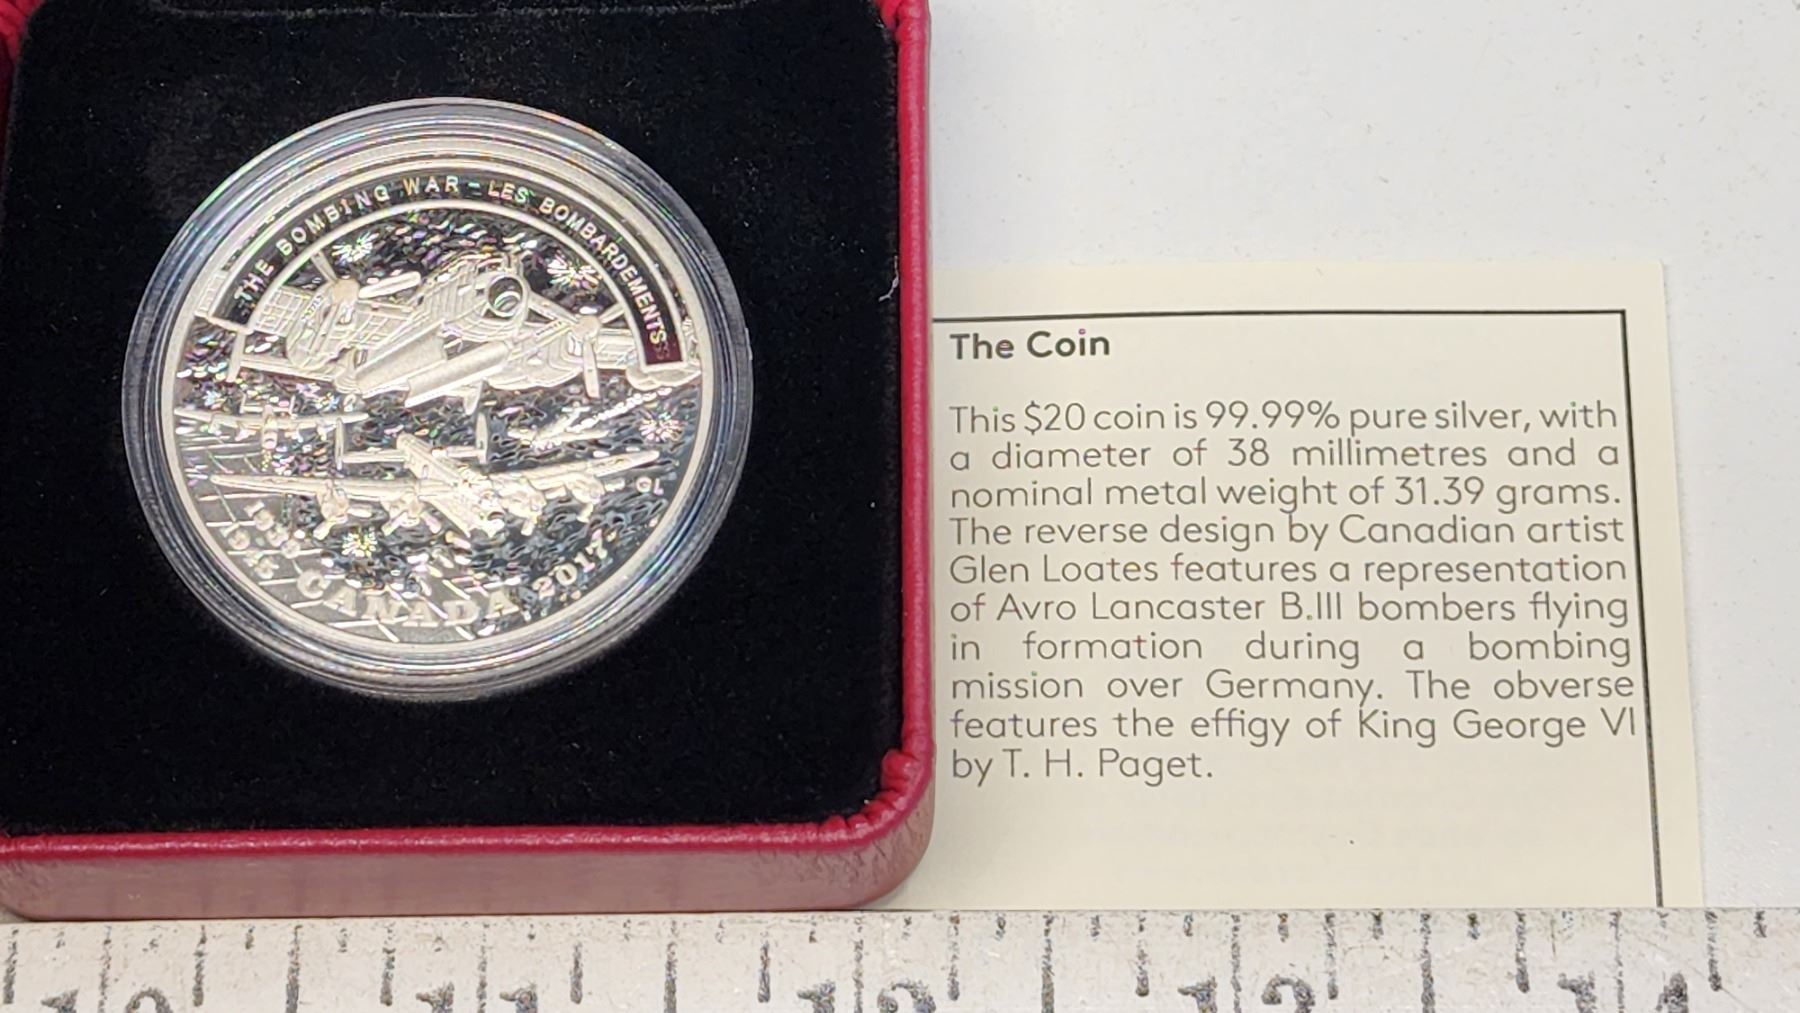 THE BOMBING WAR - LES BOMBARDEMENTS
GL
1939
1945
CANADA 2017
The Coin
This $20 coin is 99.99% pure silver, with
a diameter of 38 millimetres and a
nominal metal weight of 31.39 grams.
The reverse design by Canadian artist
Glen Loates features a representation
of Avro Lancaster B.III bombers flying
in formation during a bombing
mission over Germany. The obverse
features the effigy of King George VI
by T. H. Paget.